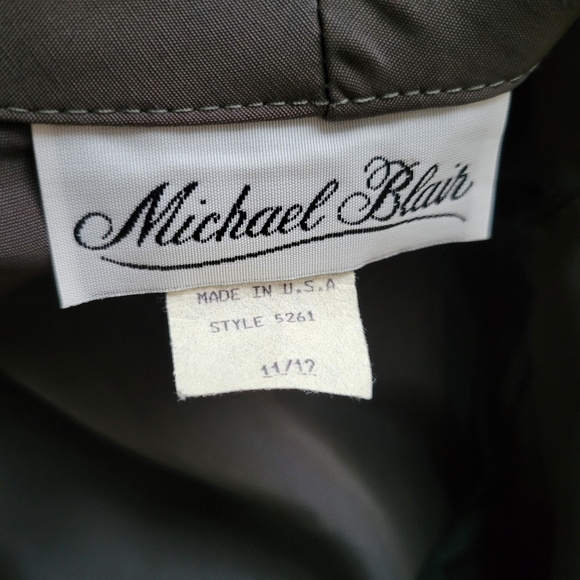 Michael Blair
MADE IN U.S.A
STYLE 5261
11/12